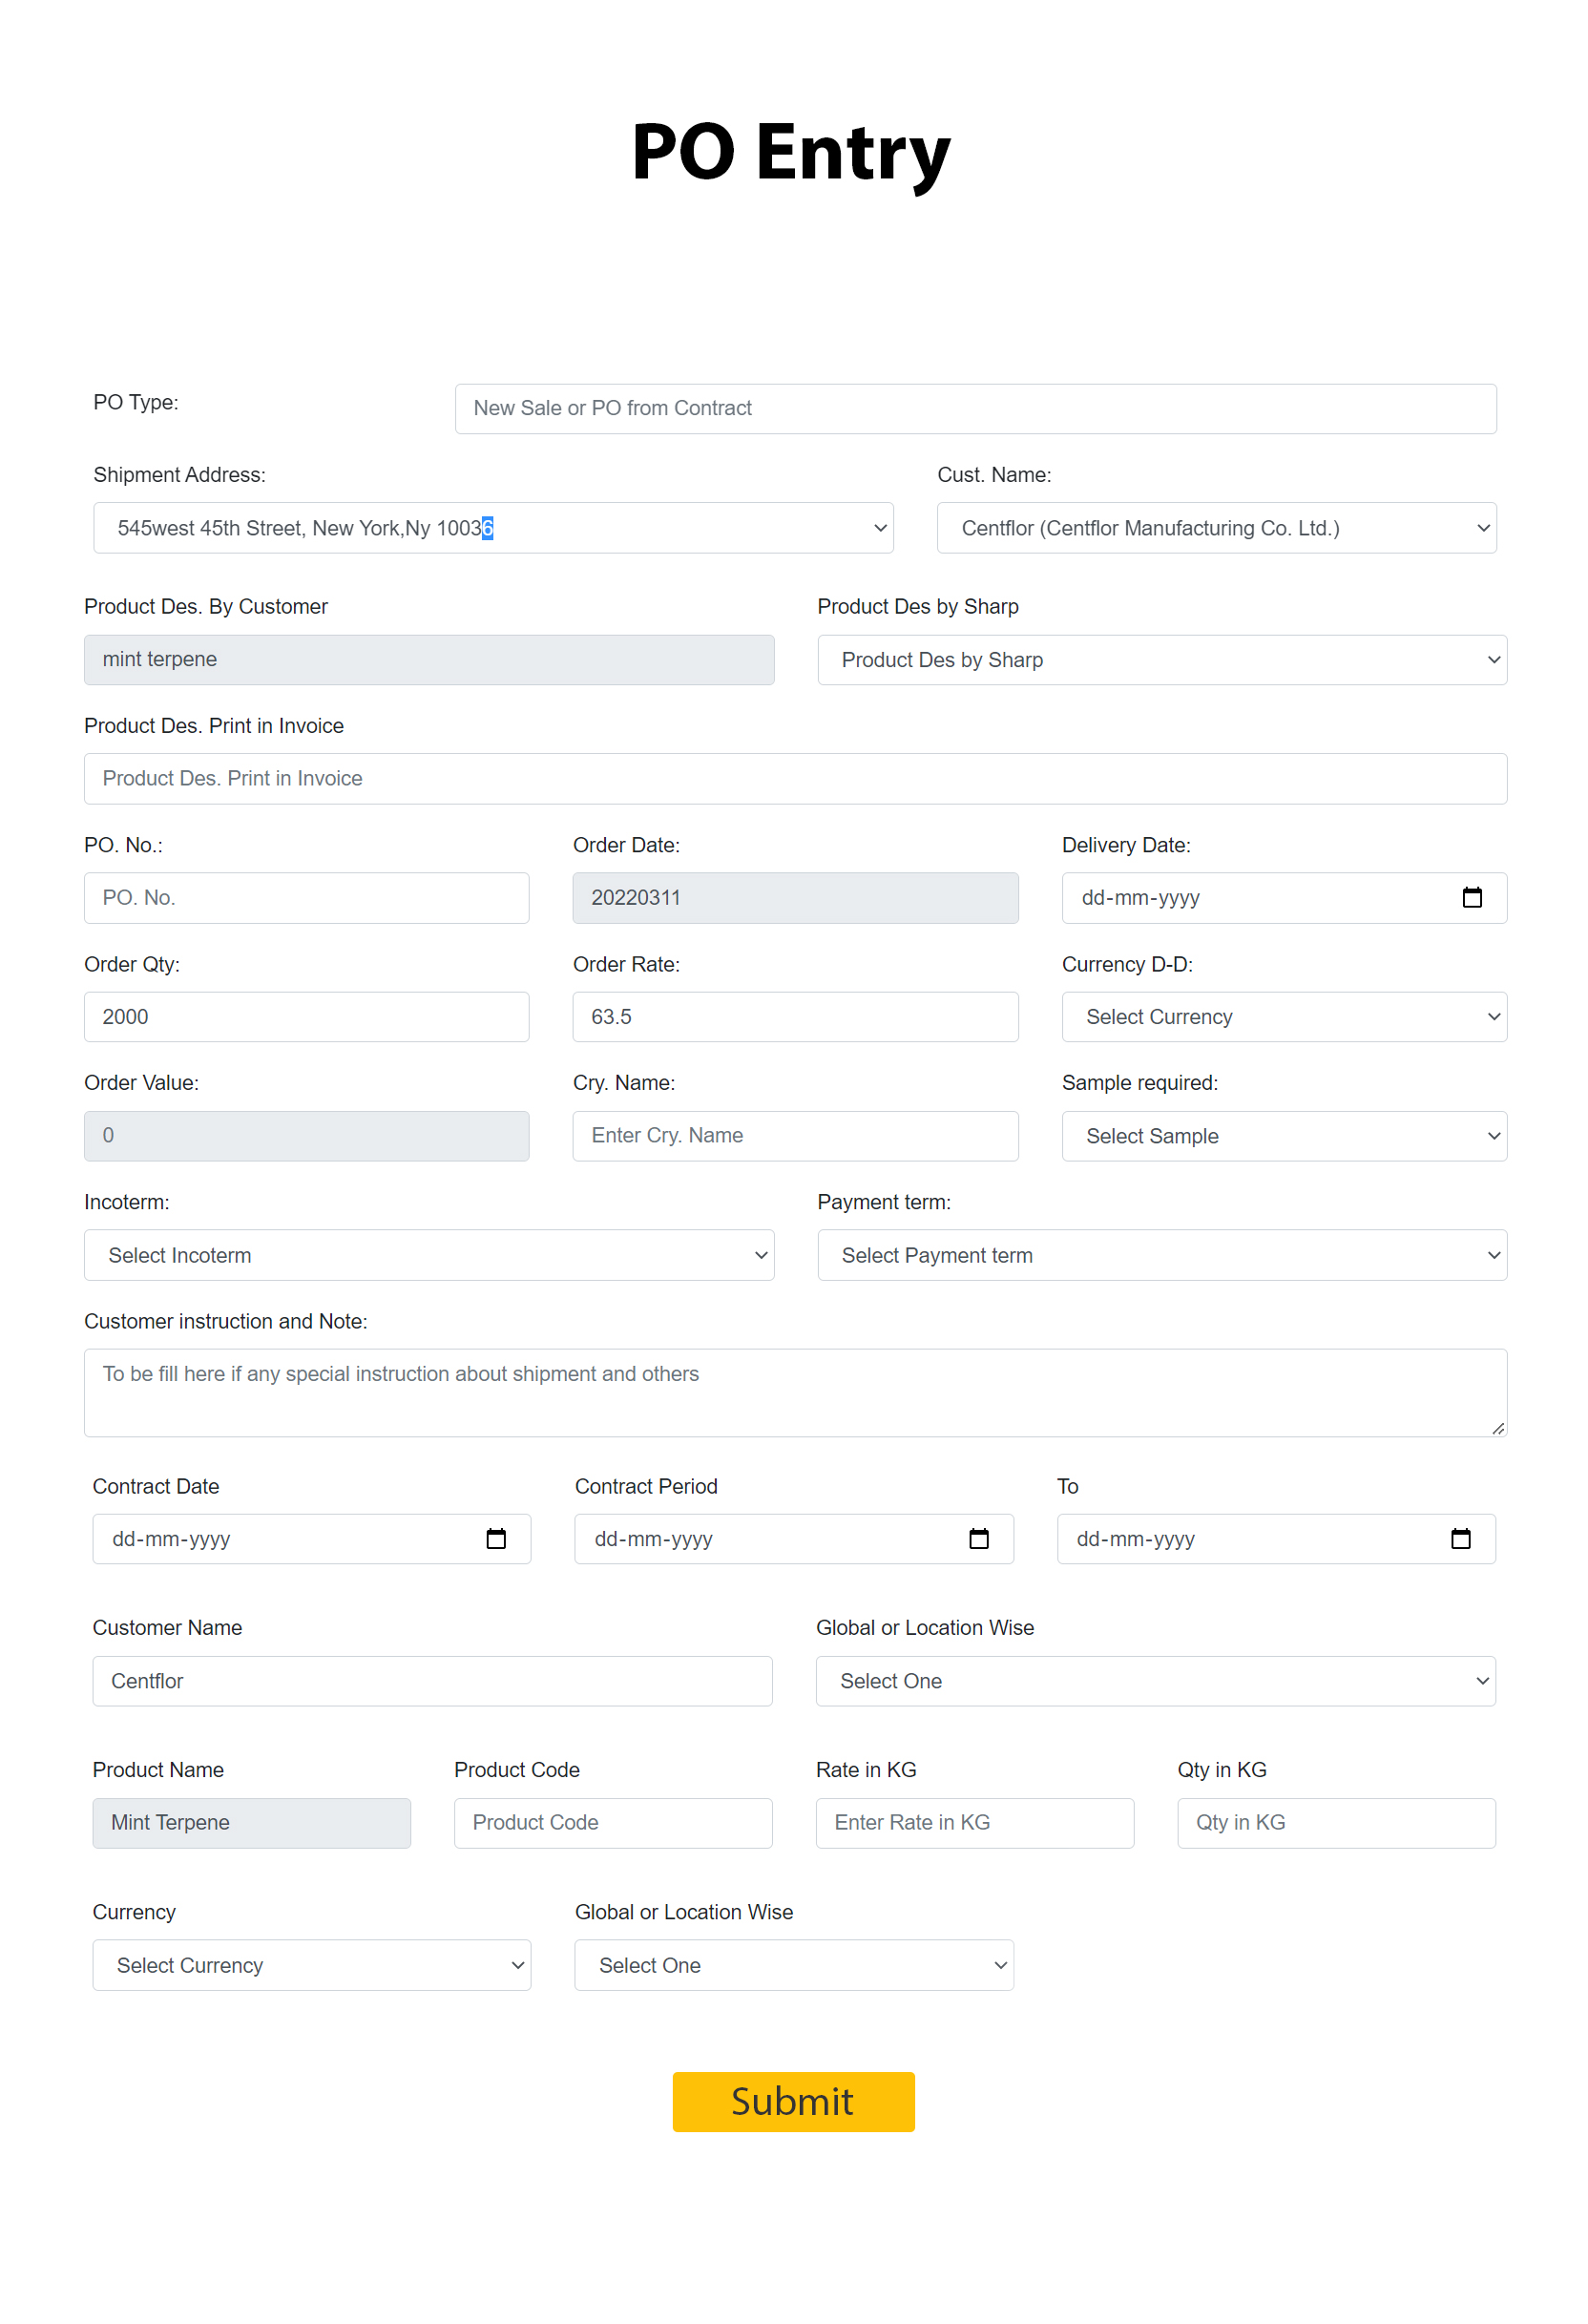 PO Entry
PO Type: New Sale or PO from Contract
Shipment Address: Cust. Name:
545west 45th Street, New York,Ny 10036 Centflor (Centflor Manufacturing Co. Ltd.)
Product Des. By Customer Product Des by Sharp
mint terpene Product Des by Sharp
Product Des. Print in Invoice
Product Des. Print in Invoice
PO. No.: Order Date: Delivery Date:
PO. No. 20220311 dd-mm-yyyy
Order Qty: Order Rate: Currency D-D:
2000 63.5 Select Currency
Order Value: Cry. Name: Sample required:
0 Enter Cry. Name Select Sample
Incoterm: Payment term:
Select Incoterm Select Payment term
Customer instruction and Note:
To be fill here if any special instruction about shipment and others
Contract Date Contract Period To
dd-mm-yyyy dd-mm-yyyy dd-mm-yyyy
Customer Name Global or Location Wise
Centflor Select One
Product Name Product Code Rate in KG Qty in KG
Mint Terpene Product Code Enter Rate in KG Qty in KG
Currency Global or Location Wise
Select Currency Select One
Submit